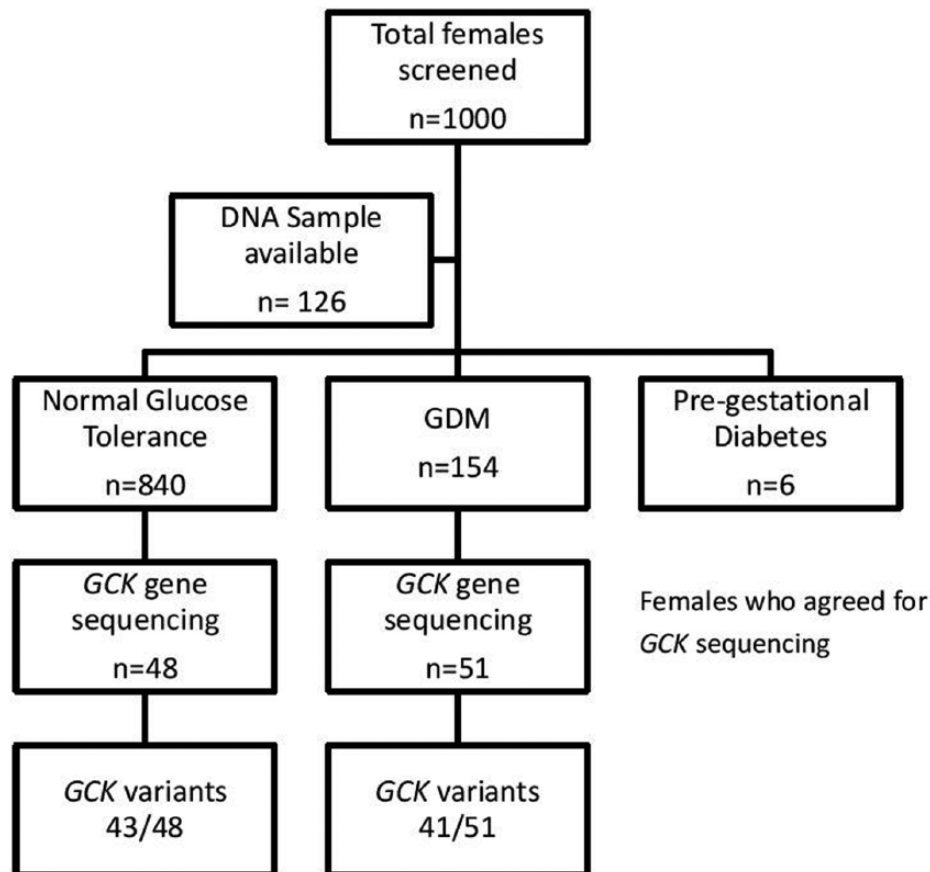 Total females
screened
n=1000
DNA Sample
available
n= 126
Normal Glucose
Tolerance
n=840
GDM
n=154
Pre-gestational
Diabetes
n=6
GCK gene
sequencing
n=48
GCK gene
sequencing
n=51
Females who agreed for
GCK sequencing
GCK variants
43/48
GCK variants
41/51